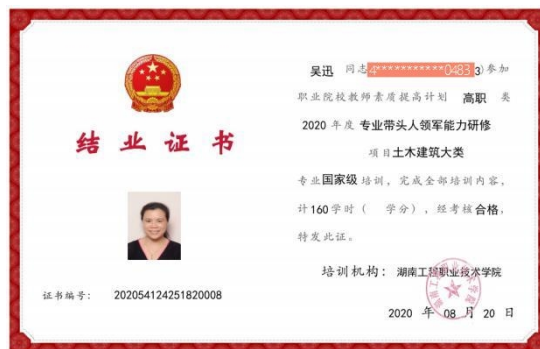 结业证书
证书编号： 202054124251820008
吴迅 同志4***********0483 3)参加
职业院校教师素质提高计划 高职 类
2020 年度 专业带头人领军能力研修
项目土木建筑大类
专业国家级培训，完成全部培训内容，
计160学时（ 学分），经考核合格，
特发此证。
培训机构：湖南工程职业技术学院
2020 年 08 月 20 日